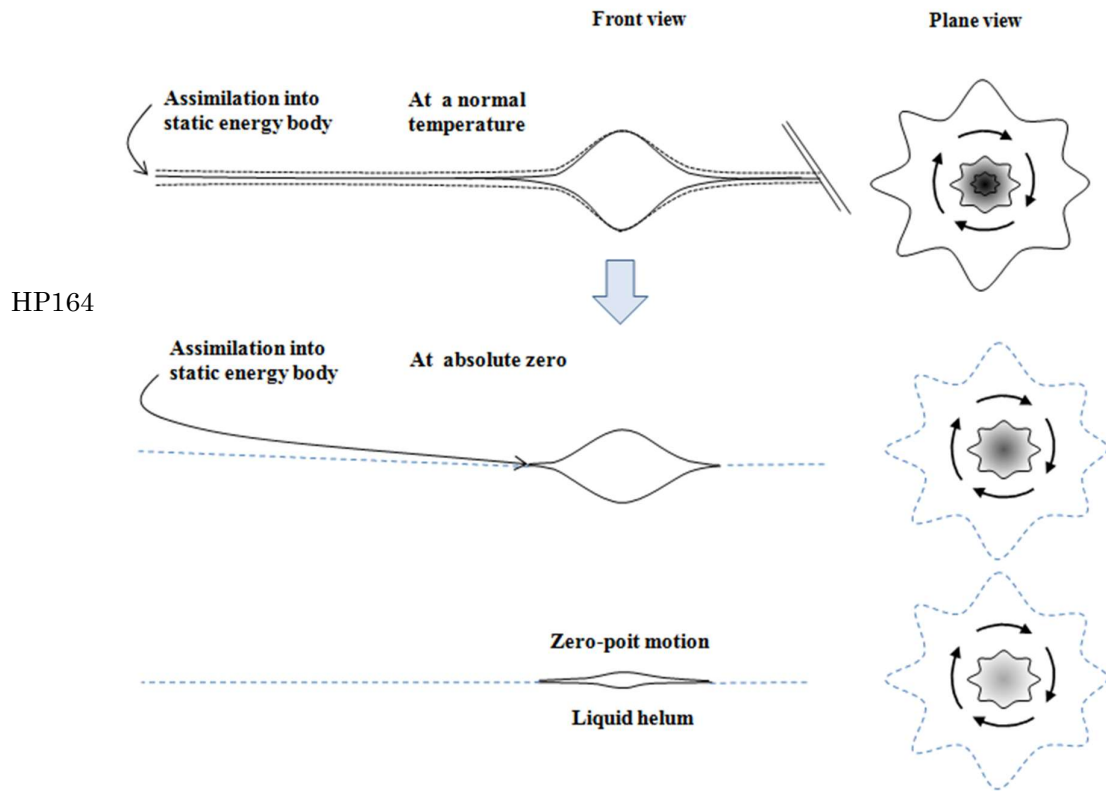 Front view
Plane view
Assimilation into
static energy body
At a normal
temperature
HP164
Assimilation into
static energy body
At absolute zero
Zero-poit motion
Liquid helum